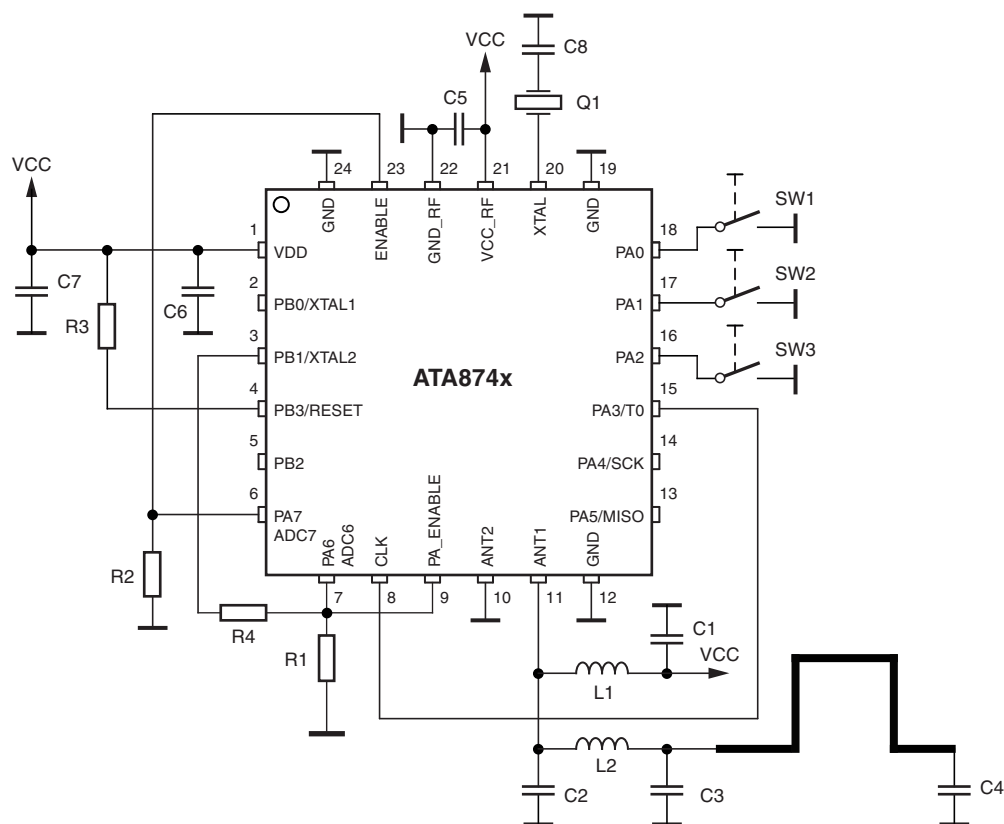 C8
VCC
Q1
C5
VCC
24
23
22
21
20
19
GND
ENABLE
GND_RF
VCC_RF
XTAL
GND
SW1
18
PA0
1
VDD
C7
SW2
17
PA1
2
PB0/XTAL1
C6
R3
SW3
16
PA2
3
PB1/XTAL2
ATA874x
15
PA3/T0
4
PB3/RESET
14
PA4/SCK
5
PB2
13
PA5/MISO
6
PA7
ADC7
PA6
ADC6
CLK
PA_ENABLE
ANT2
ANT1
GND
R2
7
8
9
10
11
12
R4
C1
R1
VCC
L1
L2
C2
C3
C4